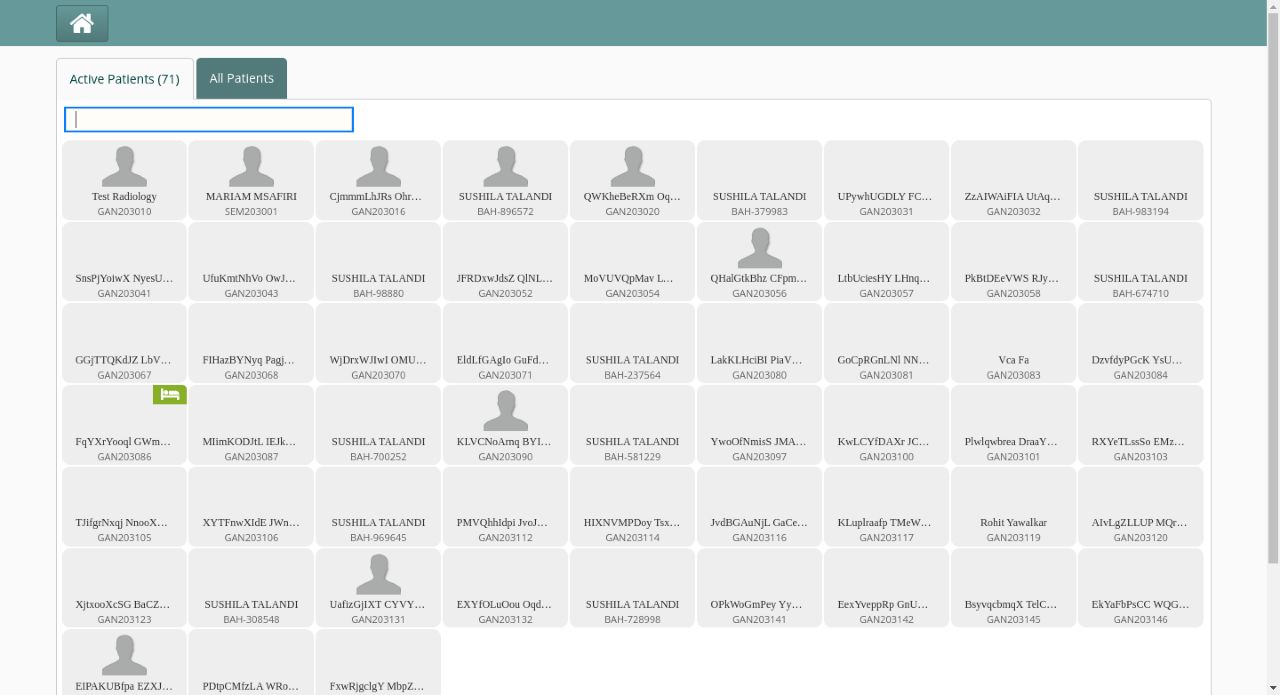 Active Patients (71)
All Patients
Test Radiology
GAN203010
MARIAM MSAFIRI
SEM203001
CjmmmLhJRs Ohr…
GAN203016
SUSHILA TALANDI
BAH-896572
QWKheBeRXm Oq…
GAN203020
SUSHILA TALANDI
BAH-379983
UPywhUGDLY FC…
GAN203031
ZzAIWAiFIA UtAq…
GAN203032
SUSHILA TALANDI
BAH-983194
SnsPjYoiwX NyesU…
GAN203041
UfuKmtNhVo OwJ…
GAN203043
SUSHILA TALANDI
BAH-98880
JFRDxwJdsZ QlNL…
GAN203052
MoVUVQpMav L…
GAN203054
QHalGtkBhz CFpm…
GAN203056
LtbUciesHY LHnq…
GAN203057
PkBtDEeVWS RJy…
GAN203058
SUSHILA TALANDI
BAH-674710
GGjTTQKdJZ LbV…
GAN203067
FIHazBYNyq Pagj…
GAN203068
WjDrxWJIwI OMU…
GAN203070
EldLfGAgIo GuFd…
GAN203071
SUSHILA TALANDI
BAH-237564
LakKLHciBI PiaV…
GAN203080
GoCpRGnLNl NN…
GAN203081
Vca Fa
GAN203083
DzvfdyPGcK YsU…
GAN203084
FqYXrYooql GWm…
GAN203086
MIimKODJtL IEJk…
GAN203087
SUSHILA TALANDI
BAH-700252
KLVCNoArnq BYI…
GAN203090
SUSHILA TALANDI
BAH-581229
YwoOfNmisS JMA…
GAN203097
KwLCYfDAXr JC…
GAN203100
Plwlqwbrea DraaY…
GAN203101
RXYeTLssSo EMz…
GAN203103
TJifgrNxqj NnooX…
GAN203105
XYTFnwXIdE JWn…
GAN203106
SUSHILA TALANDI
BAH-969645
PMVQhhIdpi JvoJ…
GAN203112
HIXNVMPDoy Tsx…
GAN203114
JvdBGAuNjL GaCe…
GAN203116
KLuplraafp TMeW…
GAN203117
Rohit Yawalkar
GAN203119
AIvLgZLLUP MQr…
GAN203120
XjtxooXcSG BaCZ…
GAN203123
SUSHILA TALANDI
BAH-308548
UafizGjIXT CYVY…
GAN203131
EXYfOLuOou Oqd…
GAN203132
SUSHILA TALANDI
BAH-728998
OPkWoGmPey Yy…
GAN203141
EexYveppRp GnU…
GAN203142
BsyvqcbmqX TelC…
GAN203145
EkYaFbPsCC WQG…
GAN203146
EIPAKUBfpa EZXJ…
PDtpCMfzLA WRo…
FxwRjgclgY MbpZ…